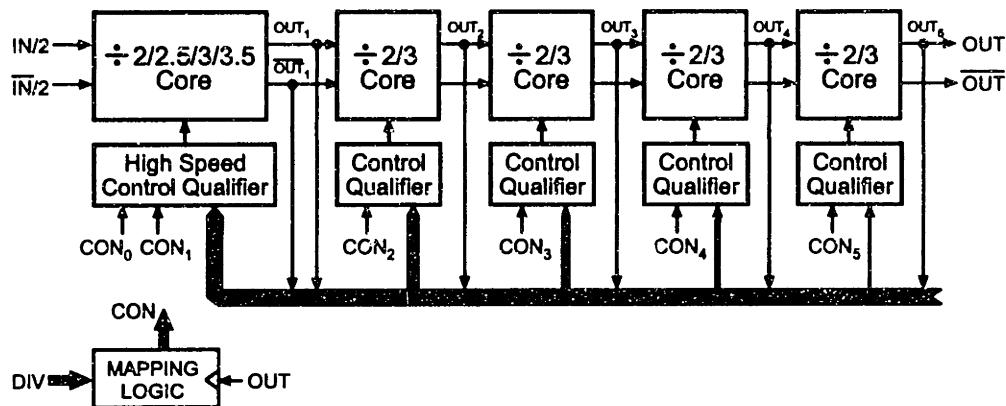 IN/2
IN/2
÷ 2/2.5/3/3.5
Core
OUT1
OUT1
÷ 2/3
Core
OUT2
÷ 2/3
Core
OUT3
÷ 2/3
Core
OUT4
÷ 2/3
Core
OUT5
OUT
OUT
High Speed
Control Qualifier
Control
Qualifier
Control
Qualifier
Control
Qualifier
Control
Qualifier
CON0 CON1
CON2
CON3
CON4
CON5
CON
DIV
MAPPING
LOGIC
OUT